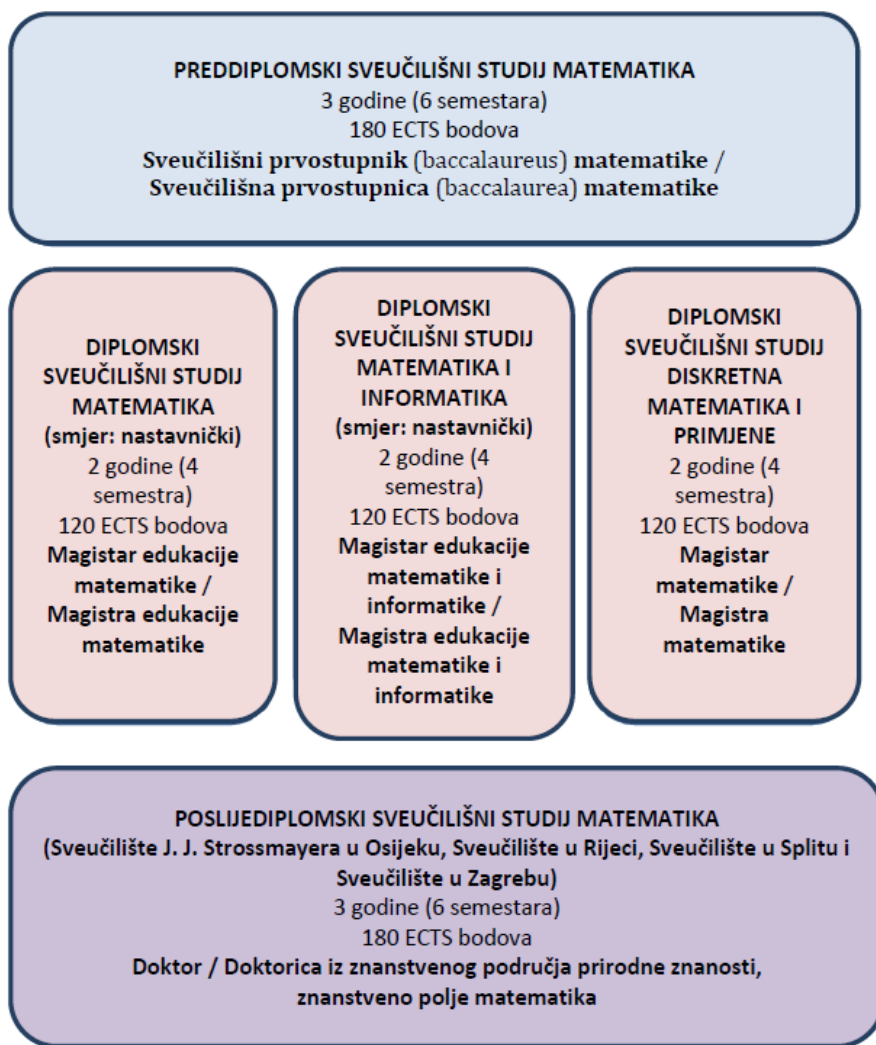 PREDDIPLOMSKI SVEUČILIŠNI STUDIJ MATEMATIKA
3 godine (6 semestara)
180 ECTS bodova
Sveučilišni prvostupnik (baccalaureus) matematike /
Sveučilišna prvostupnica (baccalaurea) matematike
DIPLOMSKI
SVEUČILIŠNI STUDIJ
MATEMATIKA
(smjer: nastavnički)
2 godine (4
semestra)
120 ECTS bodova
Magistar edukacije
matematike /
Magistra edukacije
matematike
DIPLOMSKI
SVEUČILIŠNI STUDIJ
MATEMATIKA I
INFORMATIKA
(smjer: nastavnički)
2 godine (4
semestra)
120 ECTS bodova
Magistar edukacije
matematike i
informatike /
Magistra edukacije
matematike i
informatike
DIPLOMSKI
SVEUČILIŠNI STUDIJ
DISKRETNA
MATEMATIKA I
PRIMJENE
2 godine (4
semestra)
120 ECTS bodova
Magistar
matematike /
Magistra
matematike
POSLIJEDIPLOMSKI SVEUČILIŠNI STUDIJ MATEMATIKA
(Sveučilište J. J. Strossmayera u Osijeku, Sveučilište u Rijeci, Sveučilište u Splitu i
Sveučilište u Zagrebu)
3 godine (6 semestara)
180 ECTS bodova
Doktor / Doktorica iz znanstvenog područja prirodne znanosti,
znanstveno polje matematika